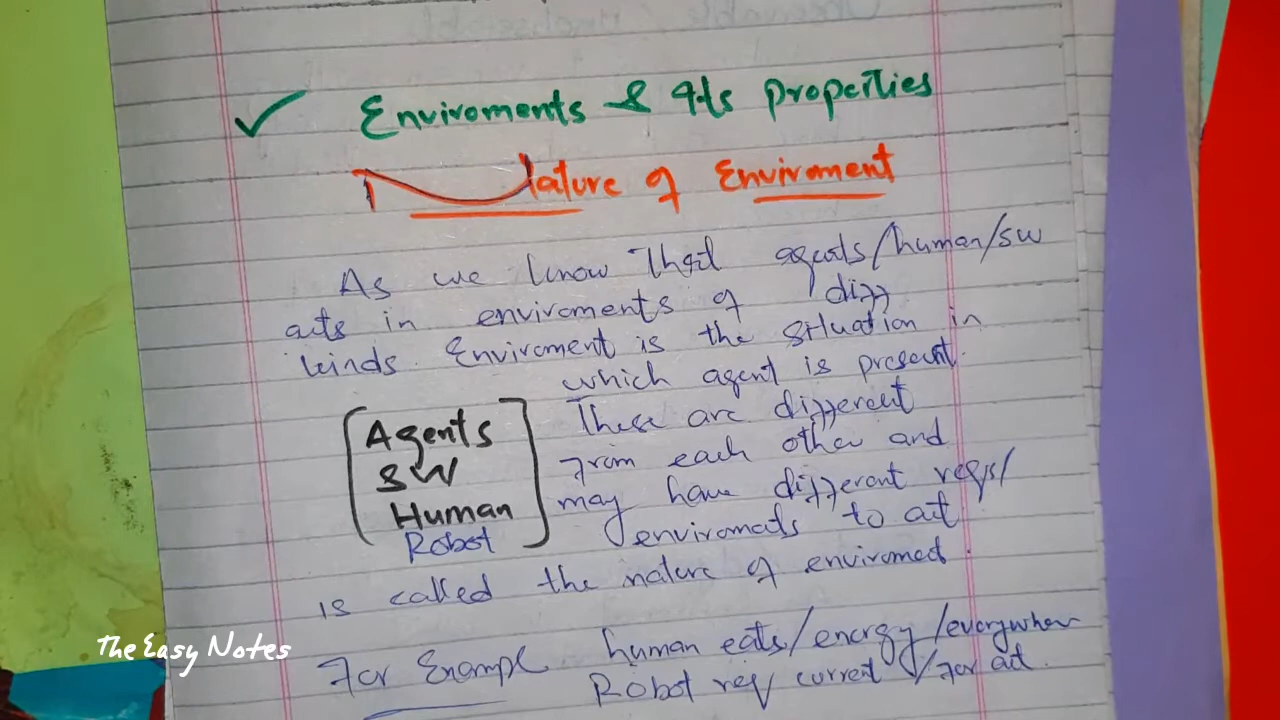 Enviroments & Its properties
Nature of Enviroment
As we know that agents/human/sw
acts in enviroments of diff
kinds. Enviroment is the situation in
which agent is present.
Agents
SW
Human
Robot
These are different
from each other and
may have different reqs/
enviroments to act
is called the nature of enviroment.
For Example human eats/energy/everywhere
Robot req current /for act.
The Easy Notes